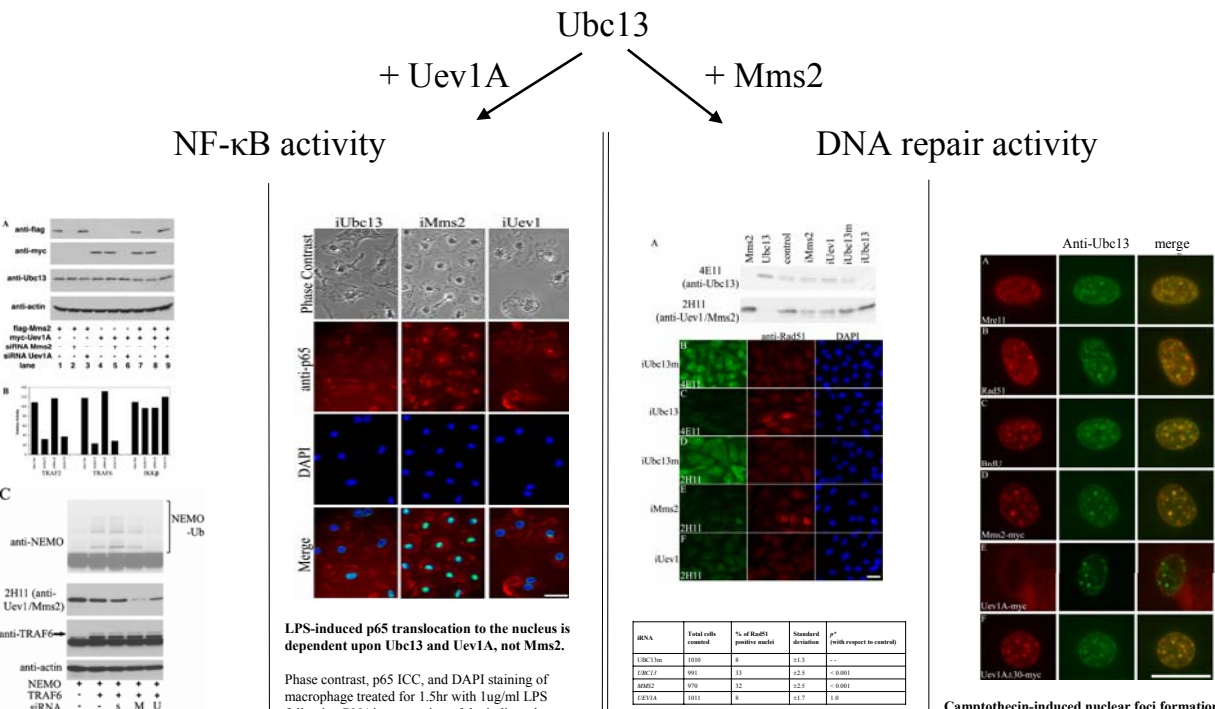 Ubc13
+ Uev1A
+ Mms2
NF-κB activity
DNA repair activity
A
anti-flag
anti-myc
anti-Ubc13
anti-actin
flag-Mms2 + + + - - - + + +
myc-Uev1A - - - + + + + + +
siRNA Mms2
siRNA Uev1A
lane 1 2 3 4 5 6 7 8 9
B
TRAF2 TRAF6 IKKβ
C
anti-NEMO
NEMO
-Ub
2H11 (anti-
Uev1/Mms2)
anti-TRAF6
anti-actin
NEMO + + + + +
TRAF6 - + + + +
siRNA - - s M U
iUbc13 iMms2 iUev1
Phase Contrast
anti-p65
DAPI
Merge
LPS-induced p65 translocation to the nucleus is
dependent upon Ubc13 and Uev1A, not Mms2.
Phase contrast, p65 ICC, and DAPI staining of
macrophage treated for 1.5hr with 1ug/ml LPS
A
Mms2
Ubc13
control
iMms2
iUev1
iUbc13m
iUbc13
4E11
(anti-Ubc13)
2H11
(anti-Uev1/Mms2)
anti-Rad51 DAPI
B
iUbc13m
4E11
C
iUbc13
4E11
D
iUbc13m
2H11
E
iMms2
2H11
F
iUev1
2H11
iRNA Total cells counted % of Rad51 positive nuclei Standard deviation p* (with respect to control)
UBC13m 1010 8 ±1.3 - -
UBC13 991 33 ±2.5 < 0.001
MMS2 970 32 ±2.5 < 0.001
UEV1A 1011 8 ±1.7 1.0
Anti-Ubc13 merge
A
Mre11
B
Rad51
C
BrdU
D
Mms2-myc
E
Uev1A-myc
F
Uev1AΔ30-myc
Camptothecin-induced nuclear foci formation